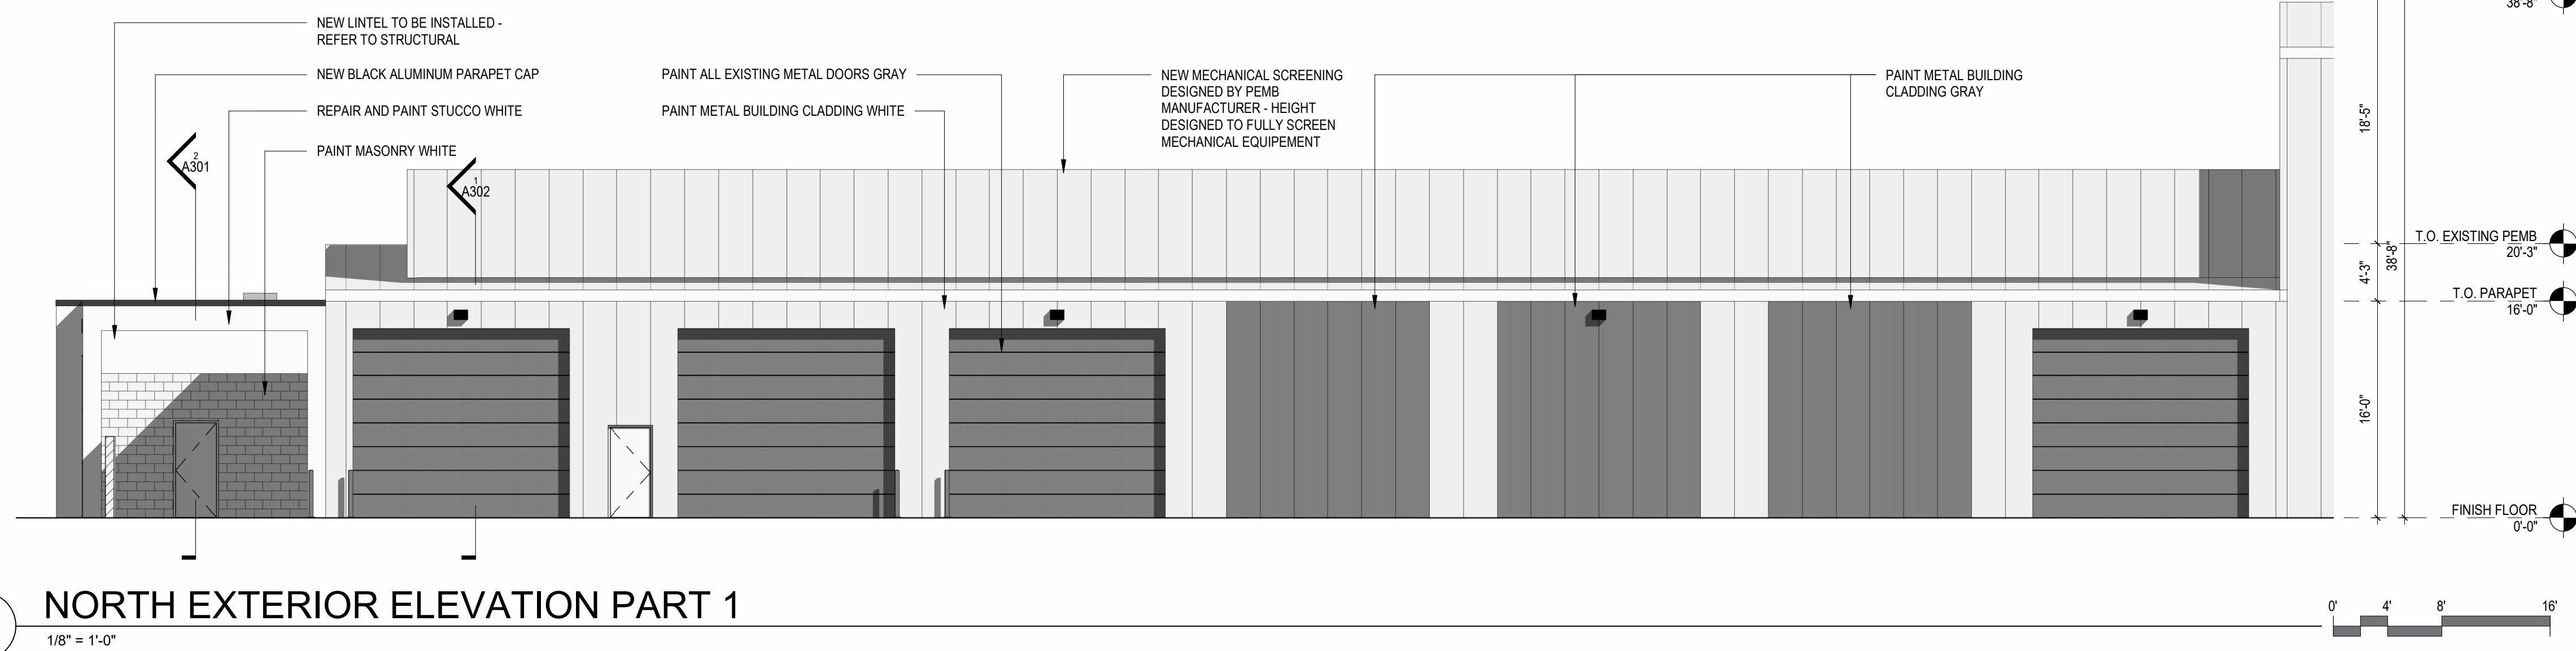 38'-8"
NEW LINTEL TO BE INSTALLED -
REFER TO STRUCTURAL
NEW BLACK ALUMINUM PARAPET CAP
REPAIR AND PAINT STUCCO WHITE
PAINT MASONRY WHITE
2
A301
1
A302
PAINT ALL EXISTING METAL DOORS GRAY
PAINT METAL BUILDING CLADDING WHITE
NEW MECHANICAL SCREENING
DESIGNED BY PEMB
MANUFACTURER - HEIGHT
DESIGNED TO FULLY SCREEN
MECHANICAL EQUIPEMENT
PAINT METAL BUILDING
CLADDING GRAY
18'-5"
4'-3"
38'-8"
16'-0"
T.O. EXISTING PEMB
20'-3"
T.O. PARAPET
16'-0"
FINISH FLOOR
0'-0"
NORTH EXTERIOR ELEVATION PART 1
1/8" = 1'-0"
0' 4' 8' 16'